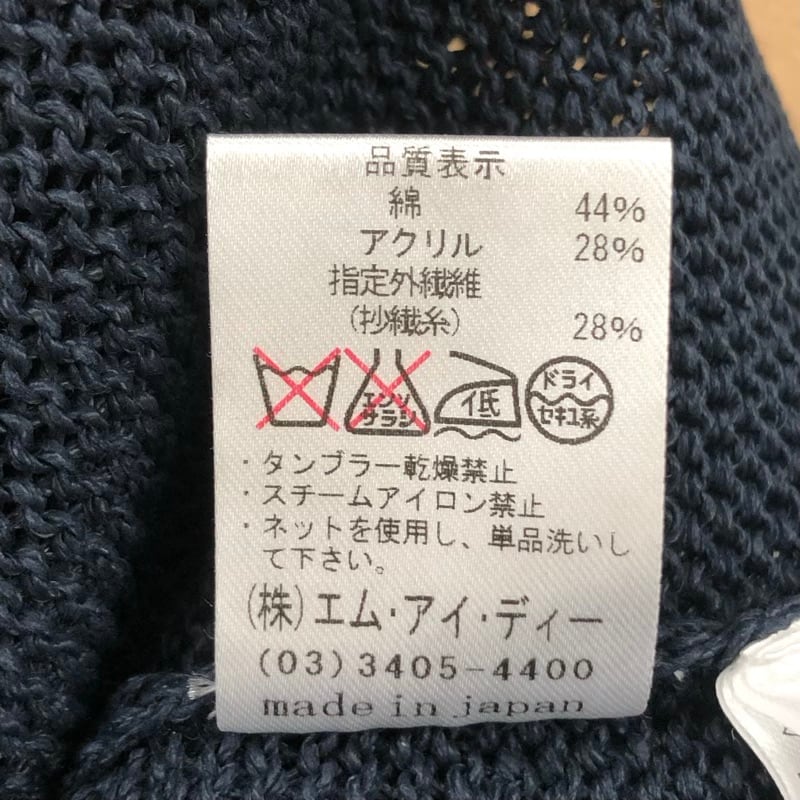 品質表示
綿 44%
アクリル 28%
指定外繊維
(抄繊糸) 28%
エンソ
サラシ
低
ドライ
セキユ系
・タンブラー乾燥禁止
・スチームアイロン禁止
・ネットを使用し、単品洗いし
て下さい。
(株)エム・アイ・ディー
(03)3405-4400
made in japan